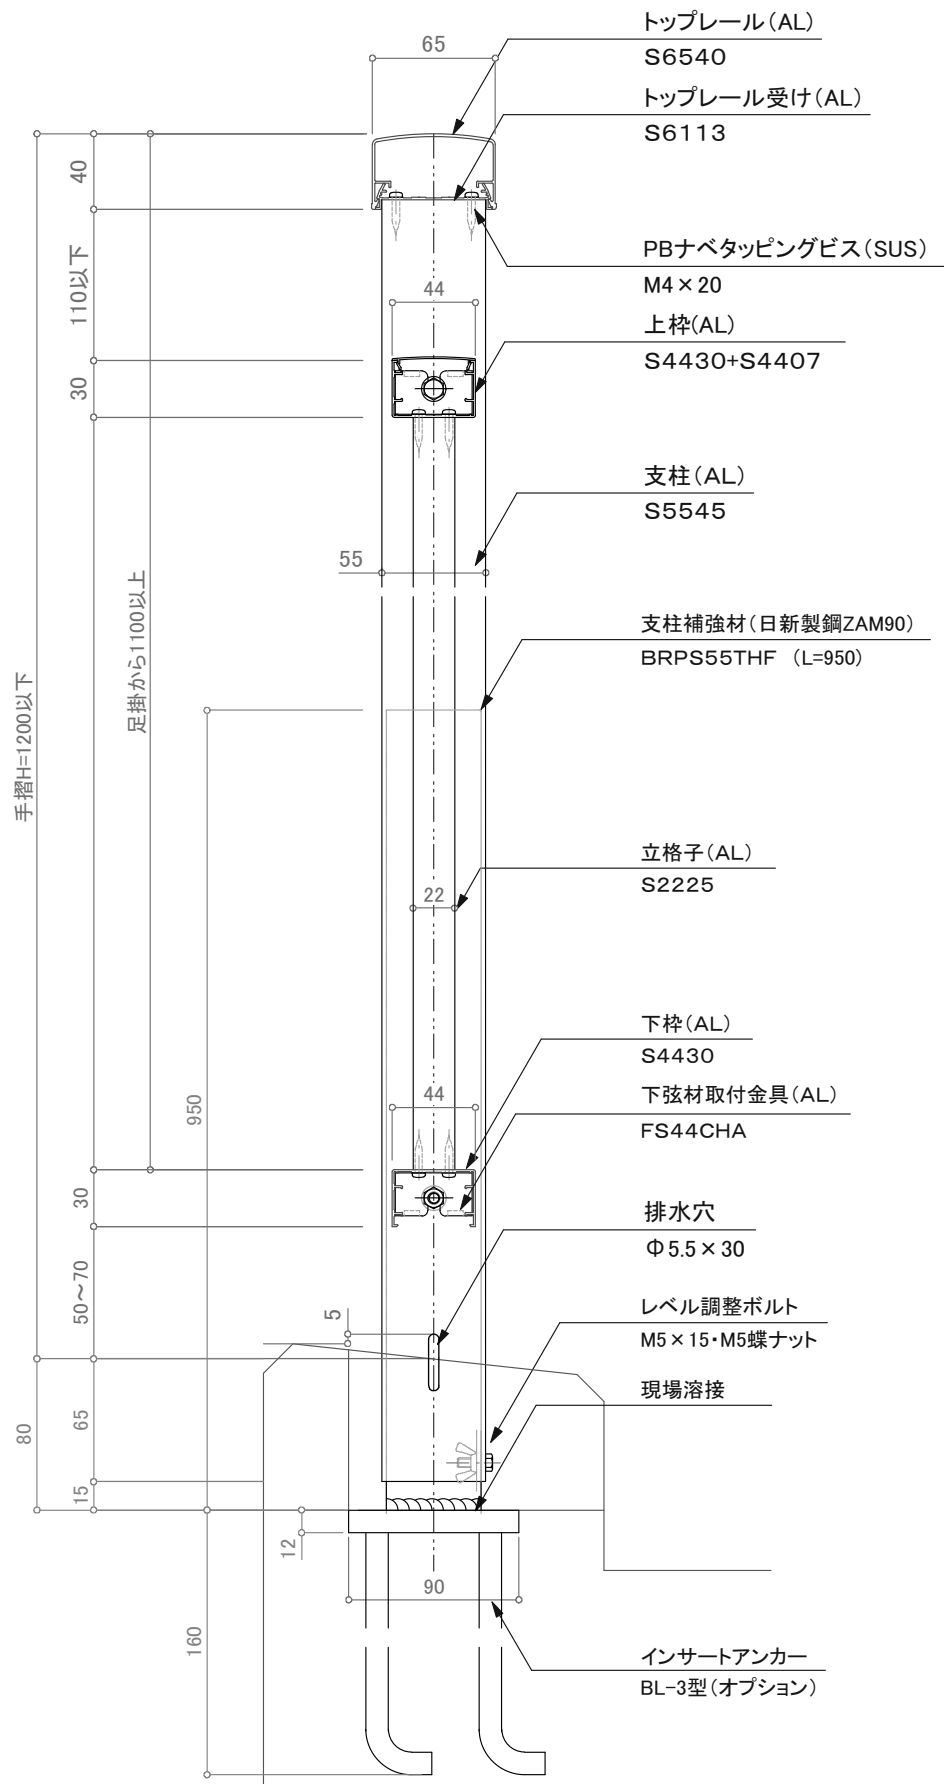 トップレール（AL）
65
S6540
トップレール受け（AL）
S6113
40
PBナベタッピングビス（SUS）
110以下
44
M4×20
上枠(AL)
S4430+S4407
30
支柱（AL）
S5545
55
支柱補強材（日新製鋼ZAM90）
BRPS55THF （L=950）
足掛から1100以上
手摺H=1200以下
立格子（AL）
S2225
22
下枠（AL）
S4430
950
44
下弦材取付金具（AL）
FS44CHA
30
排水穴
Φ5.5×30
50～70
5
レベル調整ボルト
M5×15・M5蝶ナット
現場溶接
65
80
15
12
90
160
インサートアンカー
BL-3型（オプション）